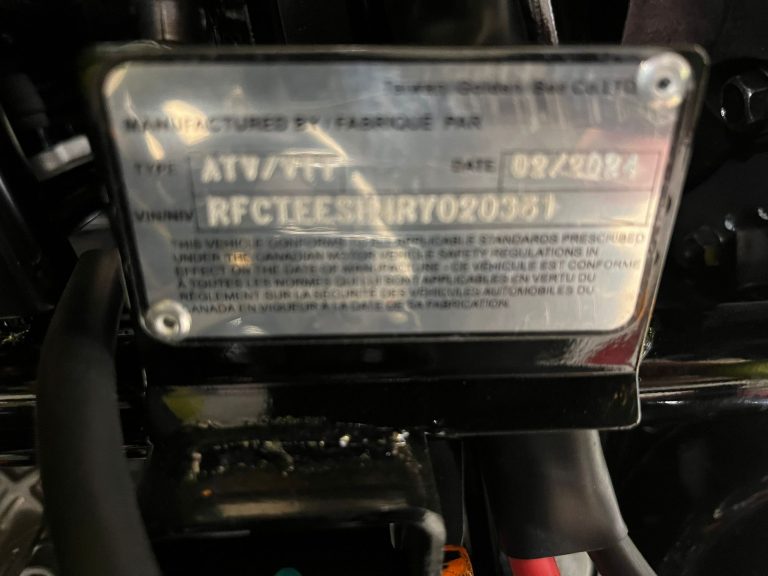 Taiwan Golden Bee Co.LTD
MANUFACTURED BY / FABRIQUÉ PAR
TYPE ATV/VTT DATE 02/2024
VIN/NIV
THIS VEHICLE CONFORMS TO ALL APPLICABLE STANDARDS PRESCRIBED
UNDER THE CANADIAN MOTOR VEHICLE SAFETY REGULATIONS IN
EFFECT ON THE DATE OF MANUFACTURE - CE VÉHICULE EST CONFORME
À TOUTES LES NORMES QUI LUI SONT APPLICABLES EN VERTU DU
RÈGLEMENT SUR LA SÉCURITÉ DES VÉHICULES AUTOMOBILES DU
CANADA EN VIGUEUR À LA DATE DE SA FABRICATION.